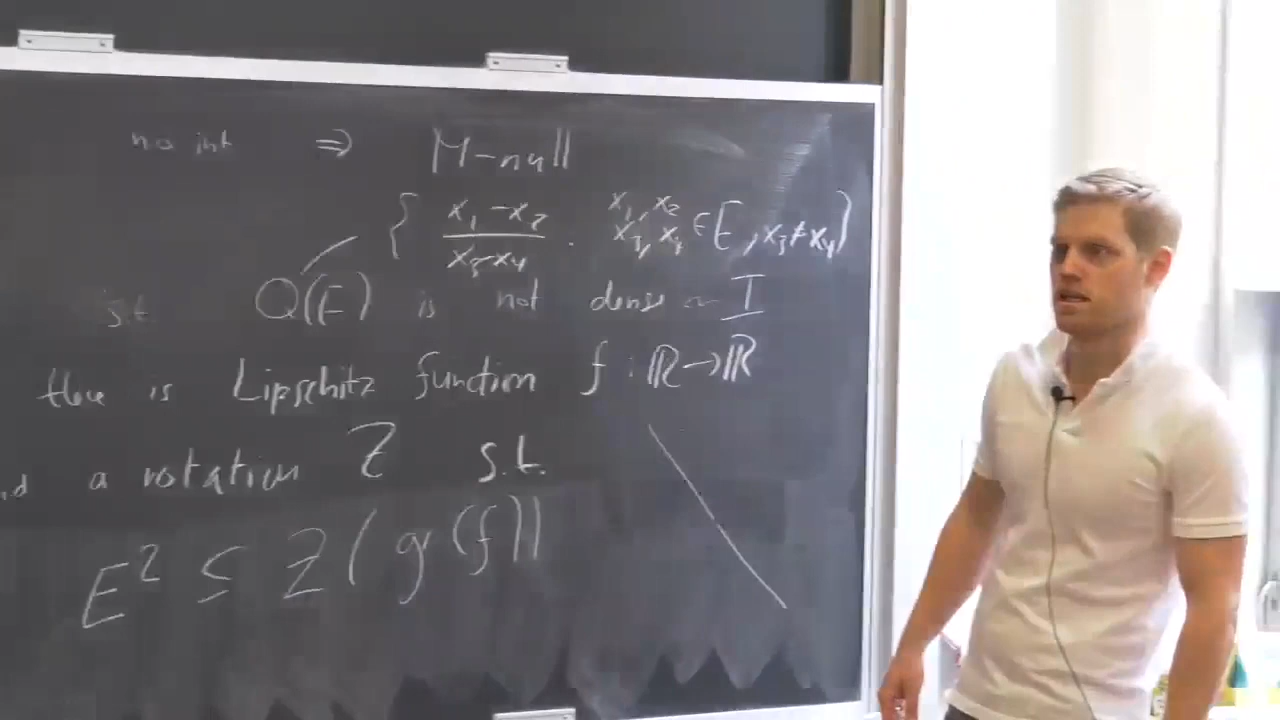 no int ⇒ M-null
{ x₁-x₂ / x₃-x₄ : x₁, x₂ x₃, x₄ ∈ E, x₃≠x₄}
s.t. Q(E) is not dense on I
there is Lipschitz function f : ℝ→ℝ
a rotation Z s.t.
E² ⊆ Z(gr(f))